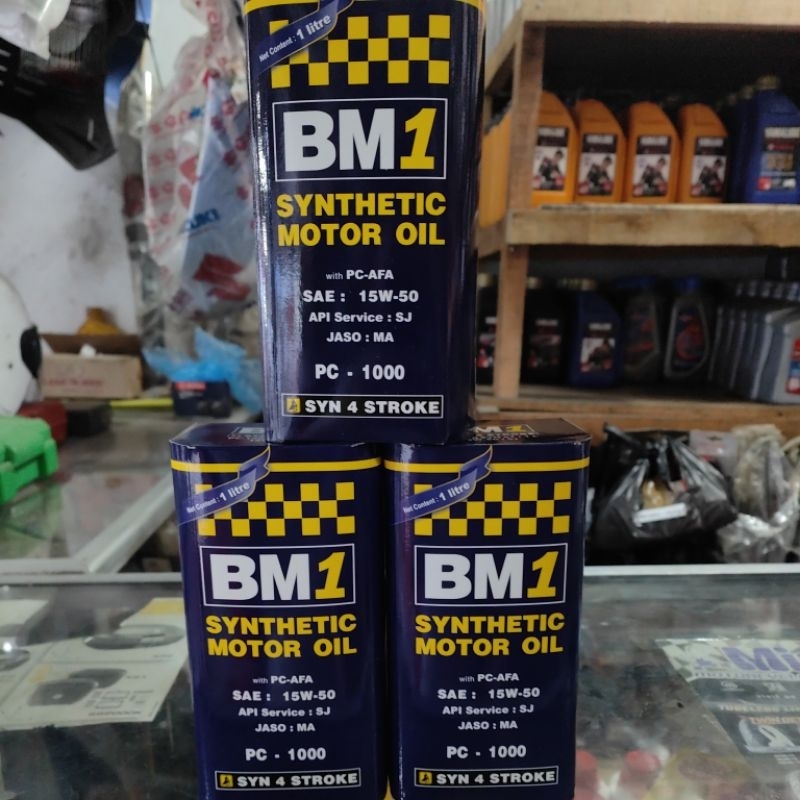 Net Content : 1 litre
BM1
SYNTHETIC
MOTOR OIL
with PC-AFA
SAE : 15W-50
API Service : SJ
JASO : MA
PC - 1000
SYN 4 STROKE
Net Content : 1 litre
BM1
SYNTHETIC
MOTOR OIL
with PC-AFA
SAE : 15W-50
API Service : SJ
JASO : MA
PC - 1000
SYN 4 STROKE
Net Content : 1 litre
BM1
SYNTHETIC
MOTOR OIL
with PC-AFA
SAE : 15W-50
API Service : SJ
JASO : MA
PC - 1000
SYN 4 STROKE